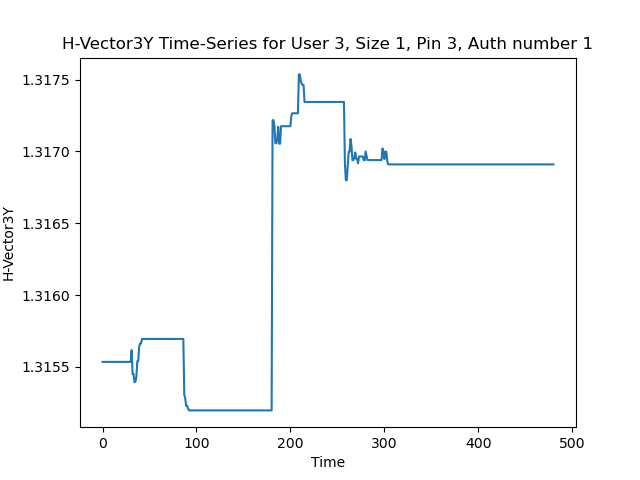 H-Vector3Y Time-Series for User 3, Size 1, Pin 3, Auth number 1
1.3175
1.3170
1.3165
1.3160
1.3155
H-Vector3Y
0 100 200 300 400 500
Time